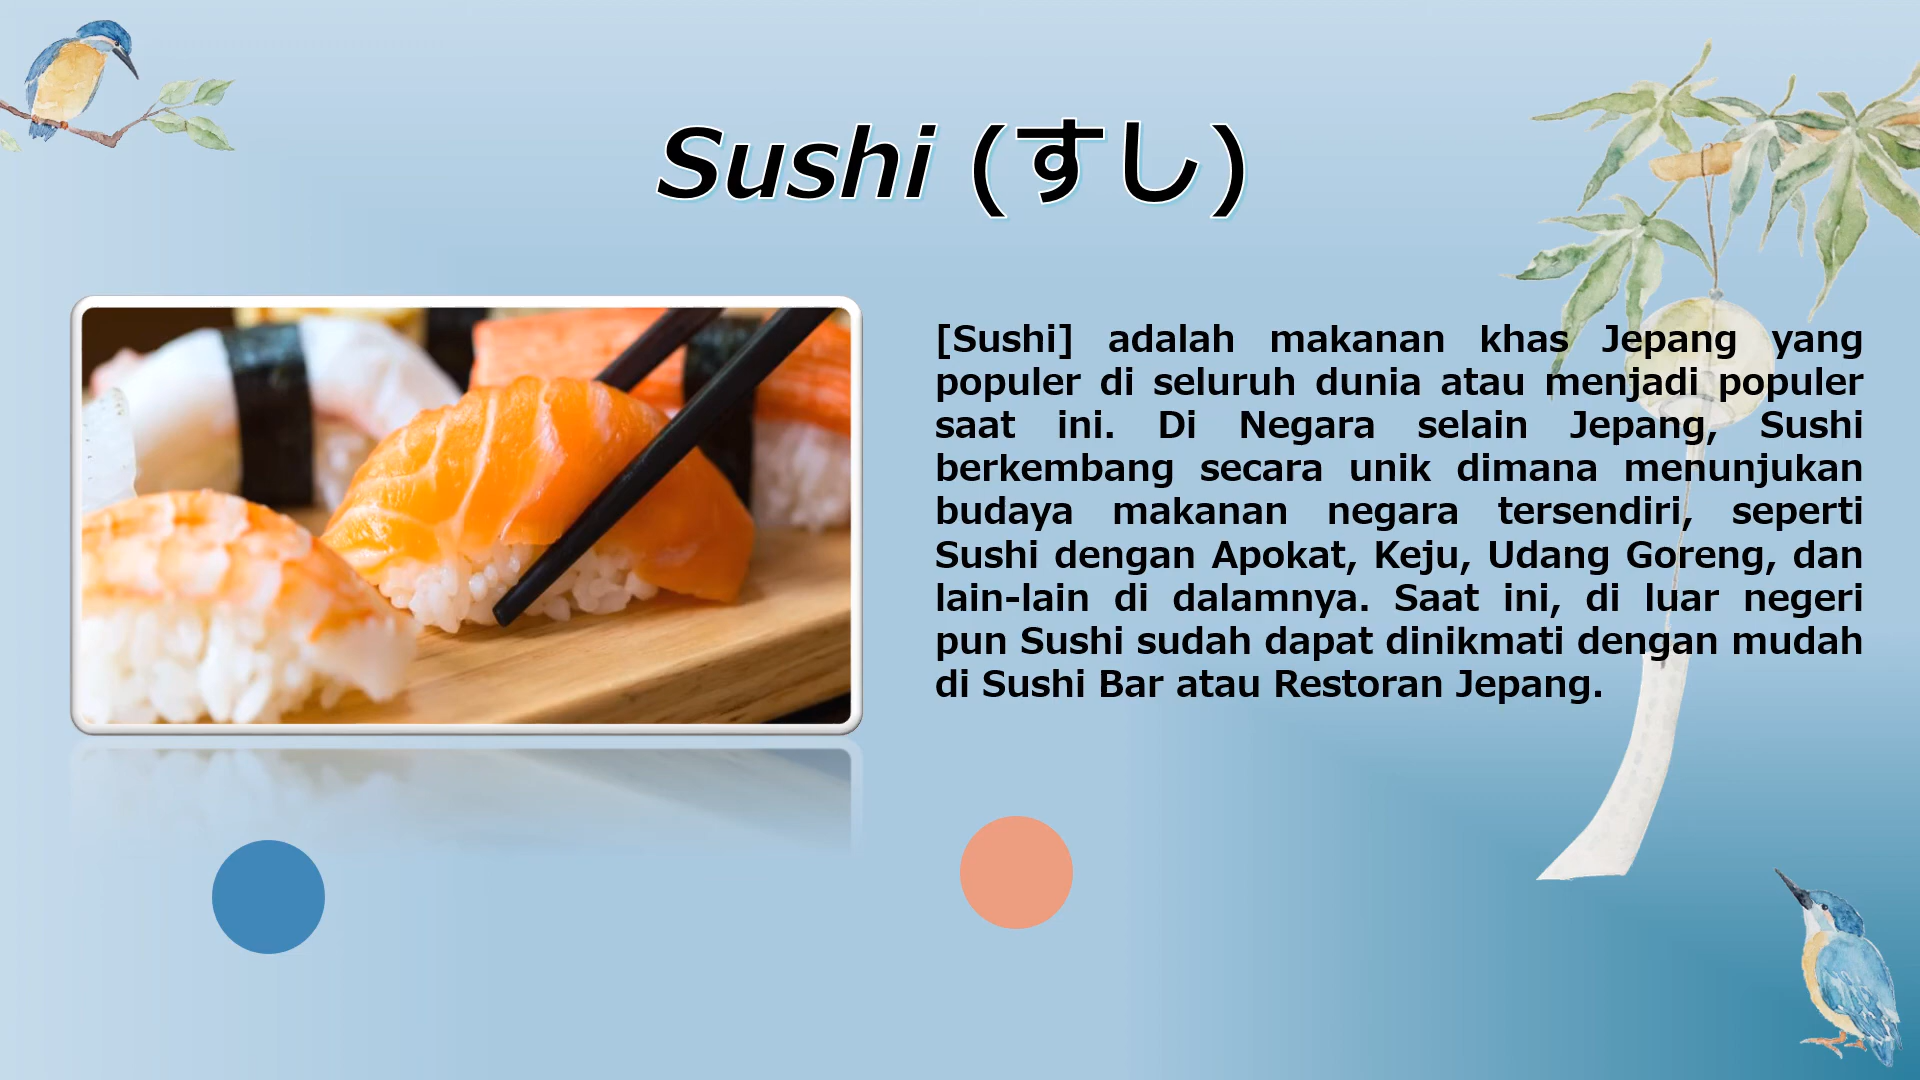 Sushi (すし)
[Sushi] adalah makanan khas Jepang yang
populer di seluruh dunia atau menjadi populer
saat ini. Di Negara selain Jepang, Sushi
berkembang secara unik dimana menunjukan
budaya makanan negara tersendiri, seperti
Sushi dengan Apokat, Keju, Udang Goreng, dan
lain-lain di dalamnya. Saat ini, di luar negeri
pun Sushi sudah dapat dinikmati dengan mudah
di Sushi Bar atau Restoran Jepang.